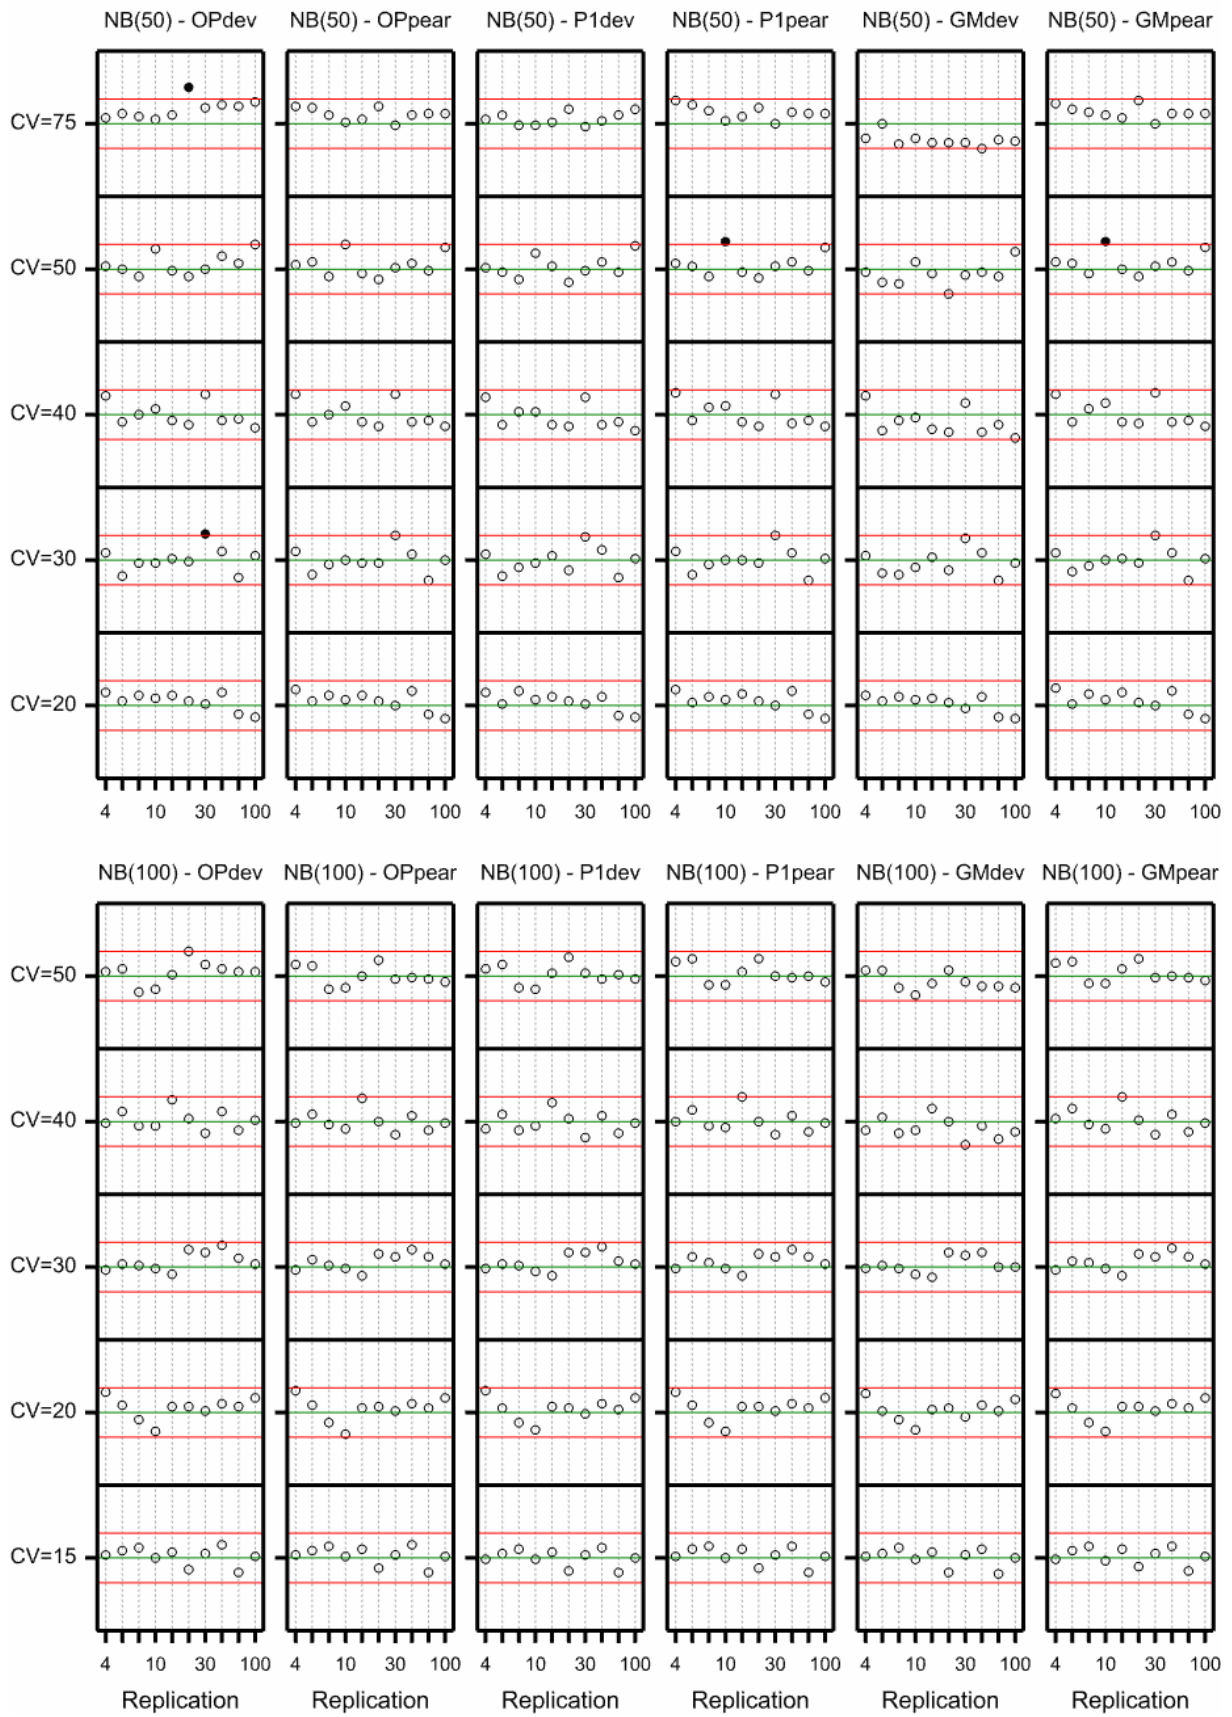 NB(50) - OPdev NB(50) - OPpear NB(50) - P1dev NB(50) - P1pear NB(50) - GMdev NB(50) - GMpear
CV=75
CV=50
CV=40
CV=30
CV=20
4 10 30 100 4 10 30 100 4 10 30 100 4 10 30 100 4 10 30 100 4 10 30 100
NB(100) - OPdev NB(100) - OPpear NB(100) - P1dev NB(100) - P1pear NB(100) - GMdev NB(100) - GMpear
CV=50
CV=40
CV=30
CV=20
CV=15
4 10 30 100 4 10 30 100 4 10 30 100 4 10 30 100 4 10 30 100 4 10 30 100
Replication Replication Replication Replication Replication Replication